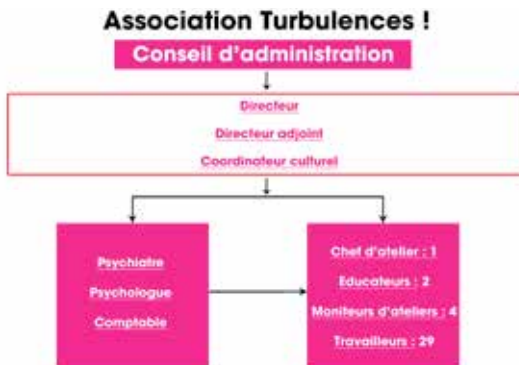 Association Turbulences !
Conseil d'administration
Directeur
Directeur adjoint
Coordinateur culturel
Psychiatre
Psychologue
Comptable
Chef d'atelier : 1
Educateurs : 2
Moniteurs d'ateliers : 4
Travailleurs : 29